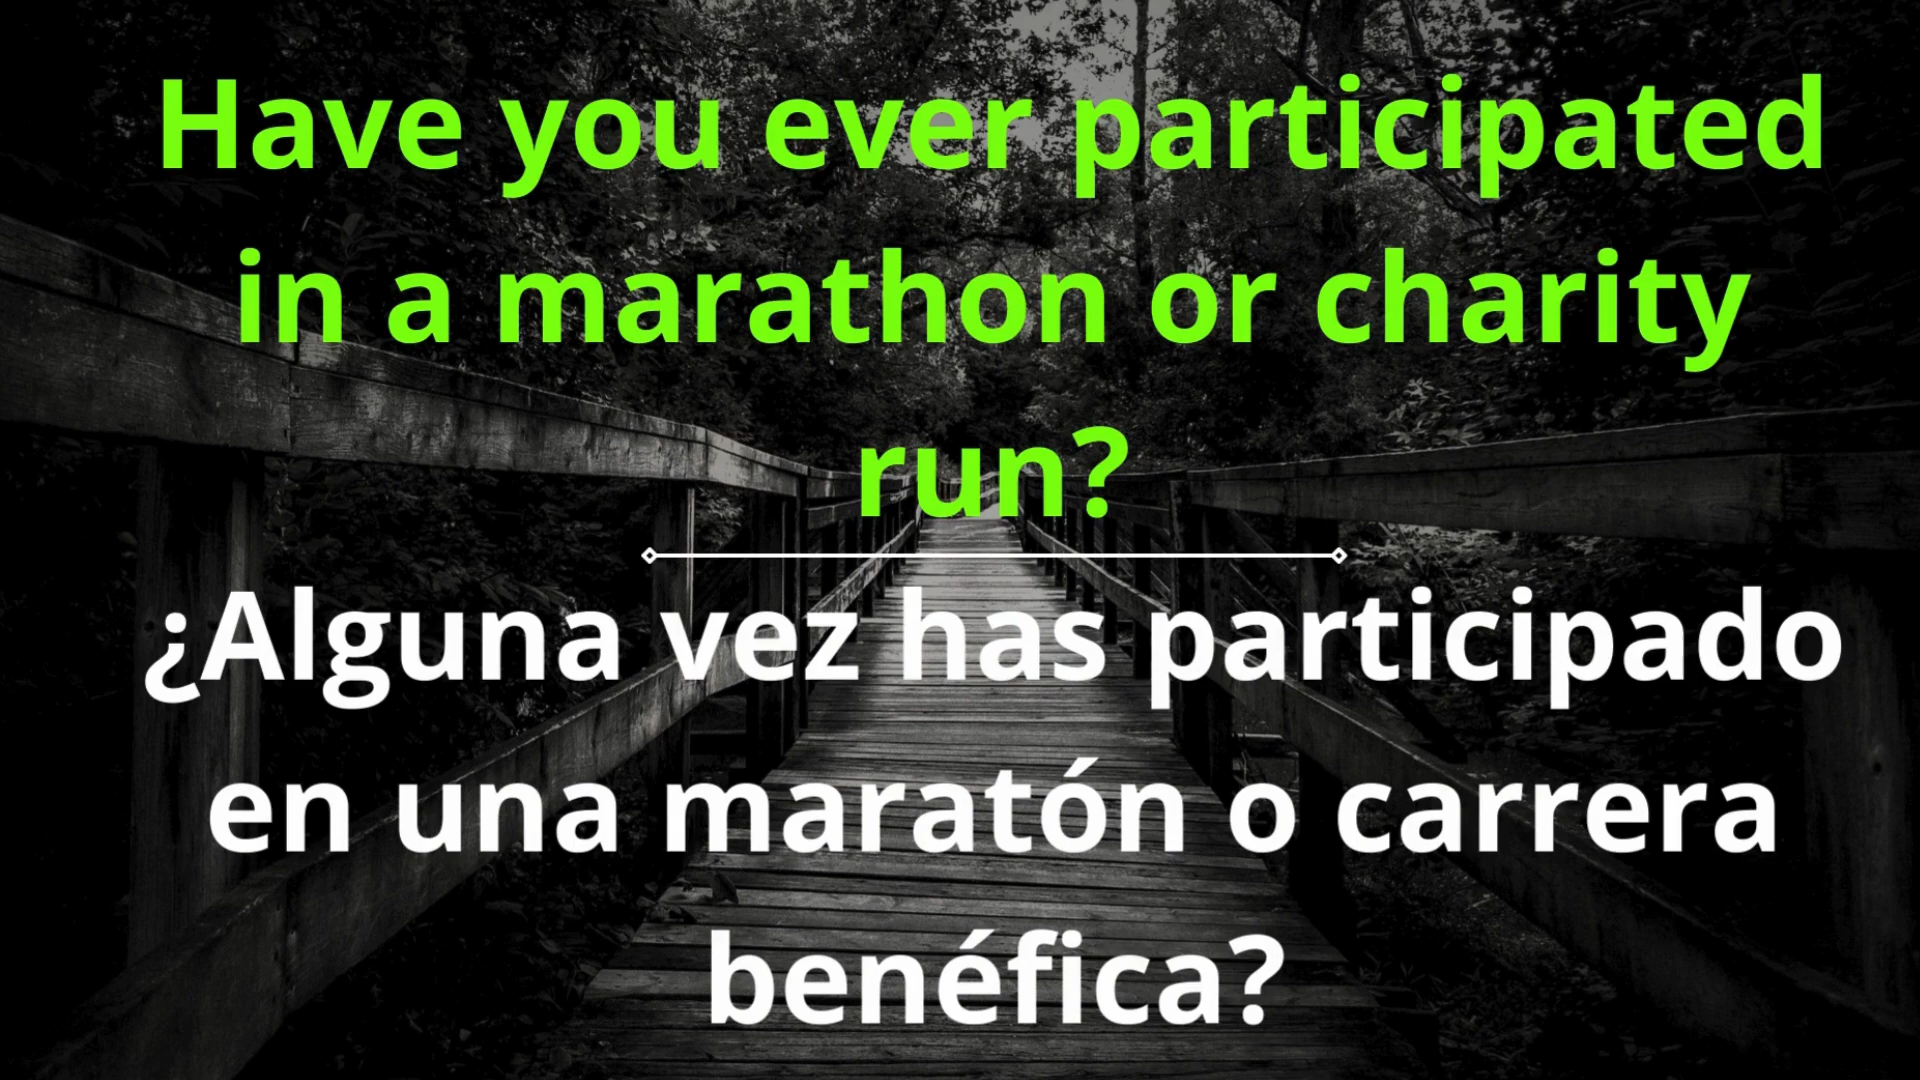 Have you ever participated
in a marathon or charity
run?
¿Alguna vez has participado
en una maratón o carrera
benéfica?